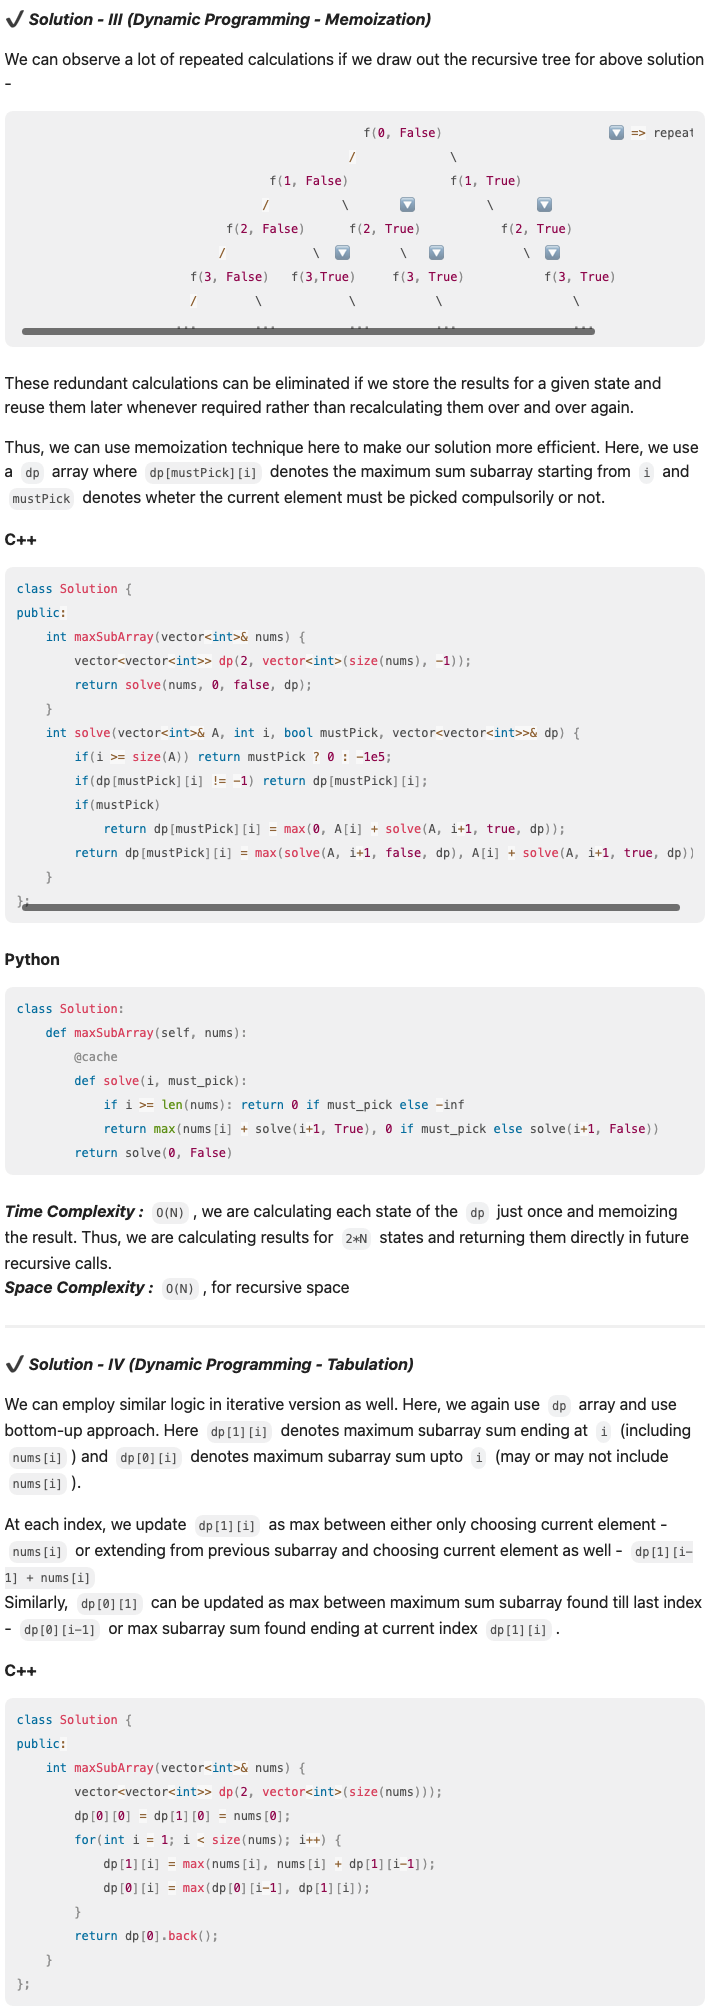 ✔️ Solution - III (Dynamic Programming - Memoization)
We can observe a lot of repeated calculations if we draw out the recursive tree for above solution
-
f(0, False) 🔽 => repeat
/ \
f(1, False) f(1, True)
/ \ 🔽 \ 🔽
f(2, False) f(2, True) f(2, True)
/ \ 🔽 \ 🔽 \ 🔽
f(3, False) f(3,True) f(3, True) f(3, True)
/ \ \ \ \
... ... ... ... ...
These redundant calculations can be eliminated if we store the results for a given state and
reuse them later whenever required rather than recalculating them over and over again.
Thus, we can use memoization technique here to make our solution more efficient. Here, we use
a dp array where dp[mustPick][i] denotes the maximum sum subarray starting from i and
mustPick denotes wheter the current element must be picked compulsorily or not.
C++
class Solution {
public:
    int maxSubArray(vector<int>& nums) {
        vector<vector<int>> dp(2, vector<int>(size(nums), -1));
        return solve(nums, 0, false, dp);
    }
    int solve(vector<int>& A, int i, bool mustPick, vector<vector<int>>& dp) {
        if(i >= size(A)) return mustPick ? 0 : -1e5;
        if(dp[mustPick][i] != -1) return dp[mustPick][i];
        if(mustPick)
            return dp[mustPick][i] = max(0, A[i] + solve(A, i+1, true, dp));
        return dp[mustPick][i] = max(solve(A, i+1, false, dp), A[i] + solve(A, i+1, true, dp))
    }
};
Python
class Solution:
    def maxSubArray(self, nums):
        @cache
        def solve(i, must_pick):
            if i >= len(nums): return 0 if must_pick else -inf
            return max(nums[i] + solve(i+1, True), 0 if must_pick else solve(i+1, False))
        return solve(0, False)
Time Complexity : O(N) , we are calculating each state of the dp just once and memoizing
the result. Thus, we are calculating results for 2*N states and returning them directly in future
recursive calls.
Space Complexity : O(N) , for recursive space
✔️ Solution - IV (Dynamic Programming - Tabulation)
We can employ similar logic in iterative version as well. Here, we again use dp array and use
bottom-up approach. Here dp[1][i] denotes maximum subarray sum ending at i (including
nums[i] ) and dp[0][i] denotes maximum subarray sum upto i (may or may not include
nums[i] ).
At each index, we update dp[1][i] as max between either only choosing current element -
nums[i] or extending from previous subarray and choosing current element as well - dp[1][i-
1] + nums[i]
Similarly, dp[0][1] can be updated as max between maximum sum subarray found till last index
- dp[0][i-1] or max subarray sum found ending at current index dp[1][i] .
C++
class Solution {
public:
    int maxSubArray(vector<int>& nums) {
        vector<vector<int>> dp(2, vector<int>(size(nums)));
        dp[0][0] = dp[1][0] = nums[0];
        for(int i = 1; i < size(nums); i++) {
            dp[1][i] = max(nums[i], nums[i] + dp[1][i-1]);
            dp[0][i] = max(dp[0][i-1], dp[1][i]);
        }
        return dp[0].back();
    }
};